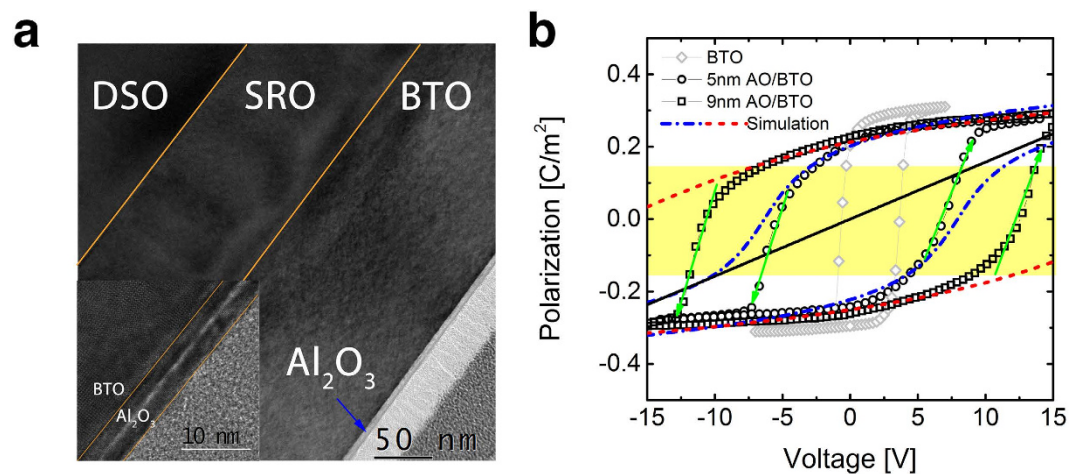 a
DSO
SRO
BTO
Al₂O₃
50 nm
BTO
Al₂O₃
10 nm
b
BTO
5nm AO/BTO
9nm AO/BTO
Simulation
Polarization [C/m²]
0.4
0.2
0.0
-0.2
-0.4
-15
-10
-5
0
5
10
15
Voltage [V]